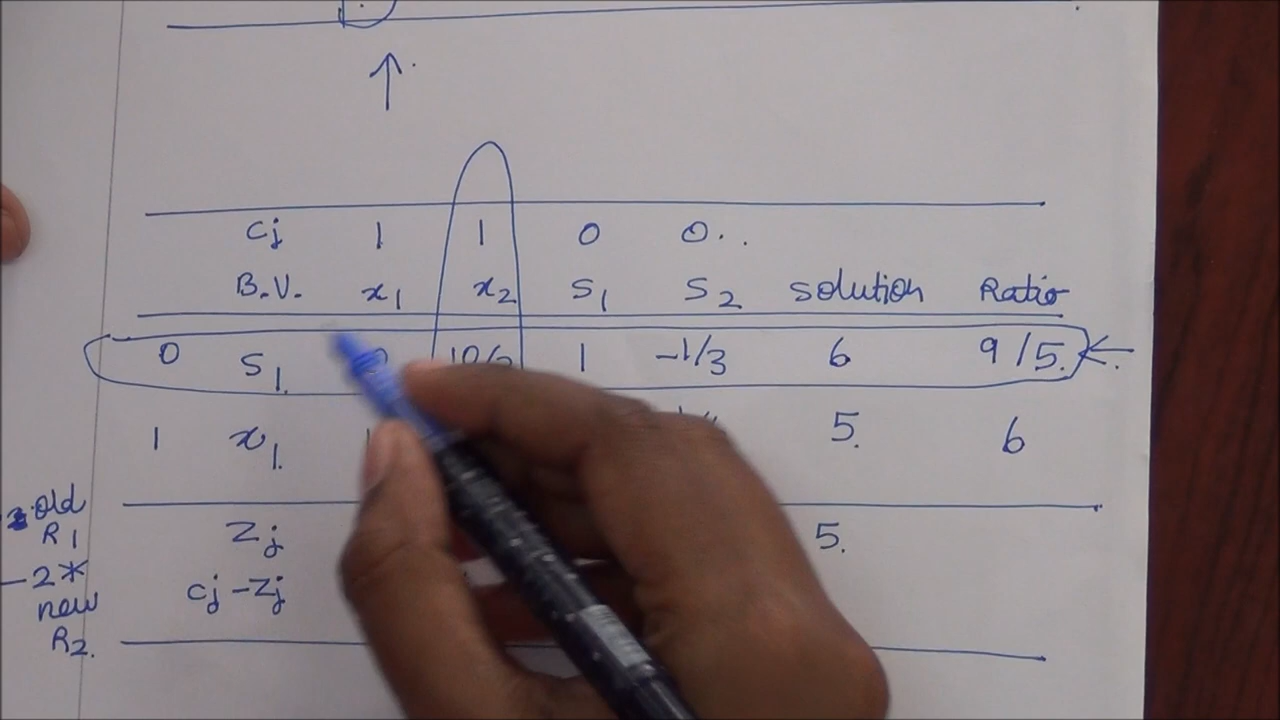 Cj 1 1 0 0..
B.V. x1 x2 S1 S2 solution Ratio
0 S1. 1 -1/3 6 9/5.
1 x1. 5. 6
old
R1 Zj 5.
-2* Cj-Zj
new
R2.